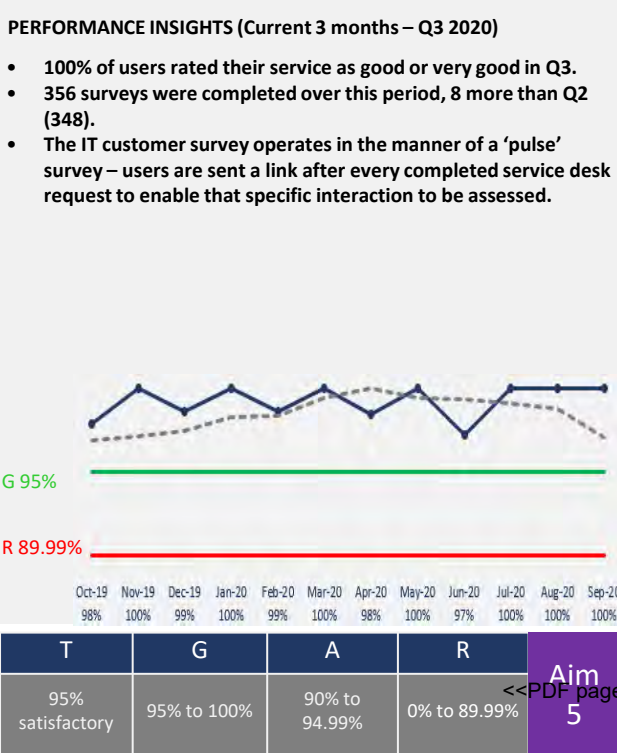 PERFORMANCE INSIGHTS (Current 3 months – Q3 2020)
• 100% of users rated their service as good or very good in Q3.
• 356 surveys were completed over this period, 8 more than Q2
(348).
• The IT customer survey operates in the manner of a ‘pulse’
survey – users are sent a link after every completed service desk
request to enable that specific interaction to be assessed.
G 95%
R 89.99%
Oct-19 Nov-19 Dec-19 Jan-20 Feb-20 Mar-20 Apr-20 May-20 Jun-20 Jul-20 Aug-20 Sep-20
98% 100% 99% 100% 99% 100% 98% 100% 97% 100% 100% 100%
T G A R
95%
satisfactory
95% to 100%
90% to
94.99%
0% to 89.99%
Aim
5
<<PDF page